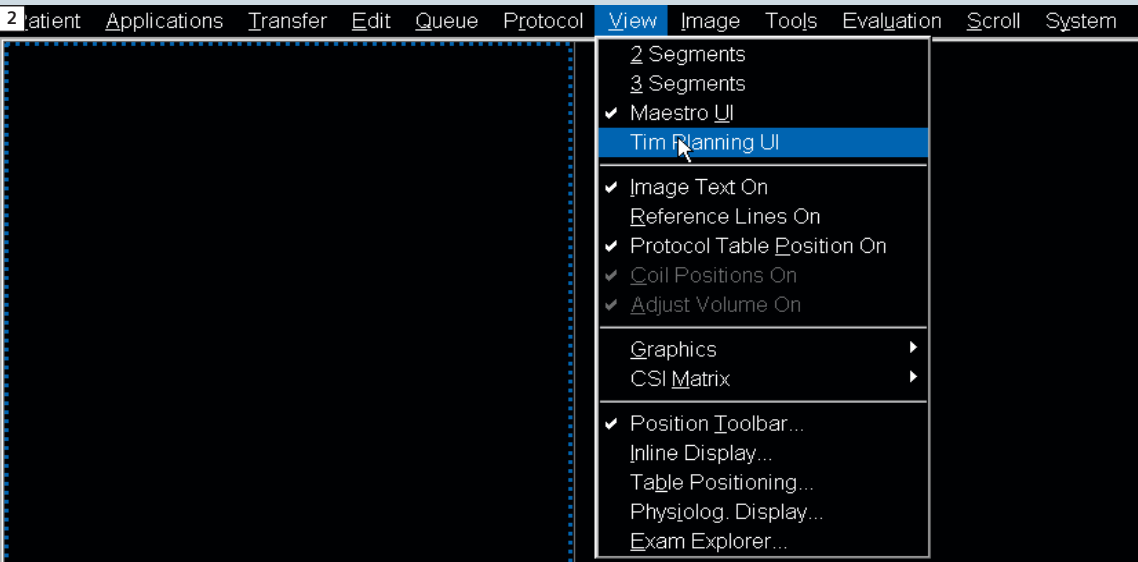 2
atient Applications Transfer Edit Queue Protocol View Image Tools Evaluation Scroll System
2 Segments
3 Segments
Maestro UI
Tim Planning UI
Image Text On
Reference Lines On
Protocol Table Position On
Coil Positions On
Adjust Volume On
Graphics
CSI Matrix
Position Toolbar...
Inline Display...
Table Positioning...
Physiolog. Display...
Exam Explorer...